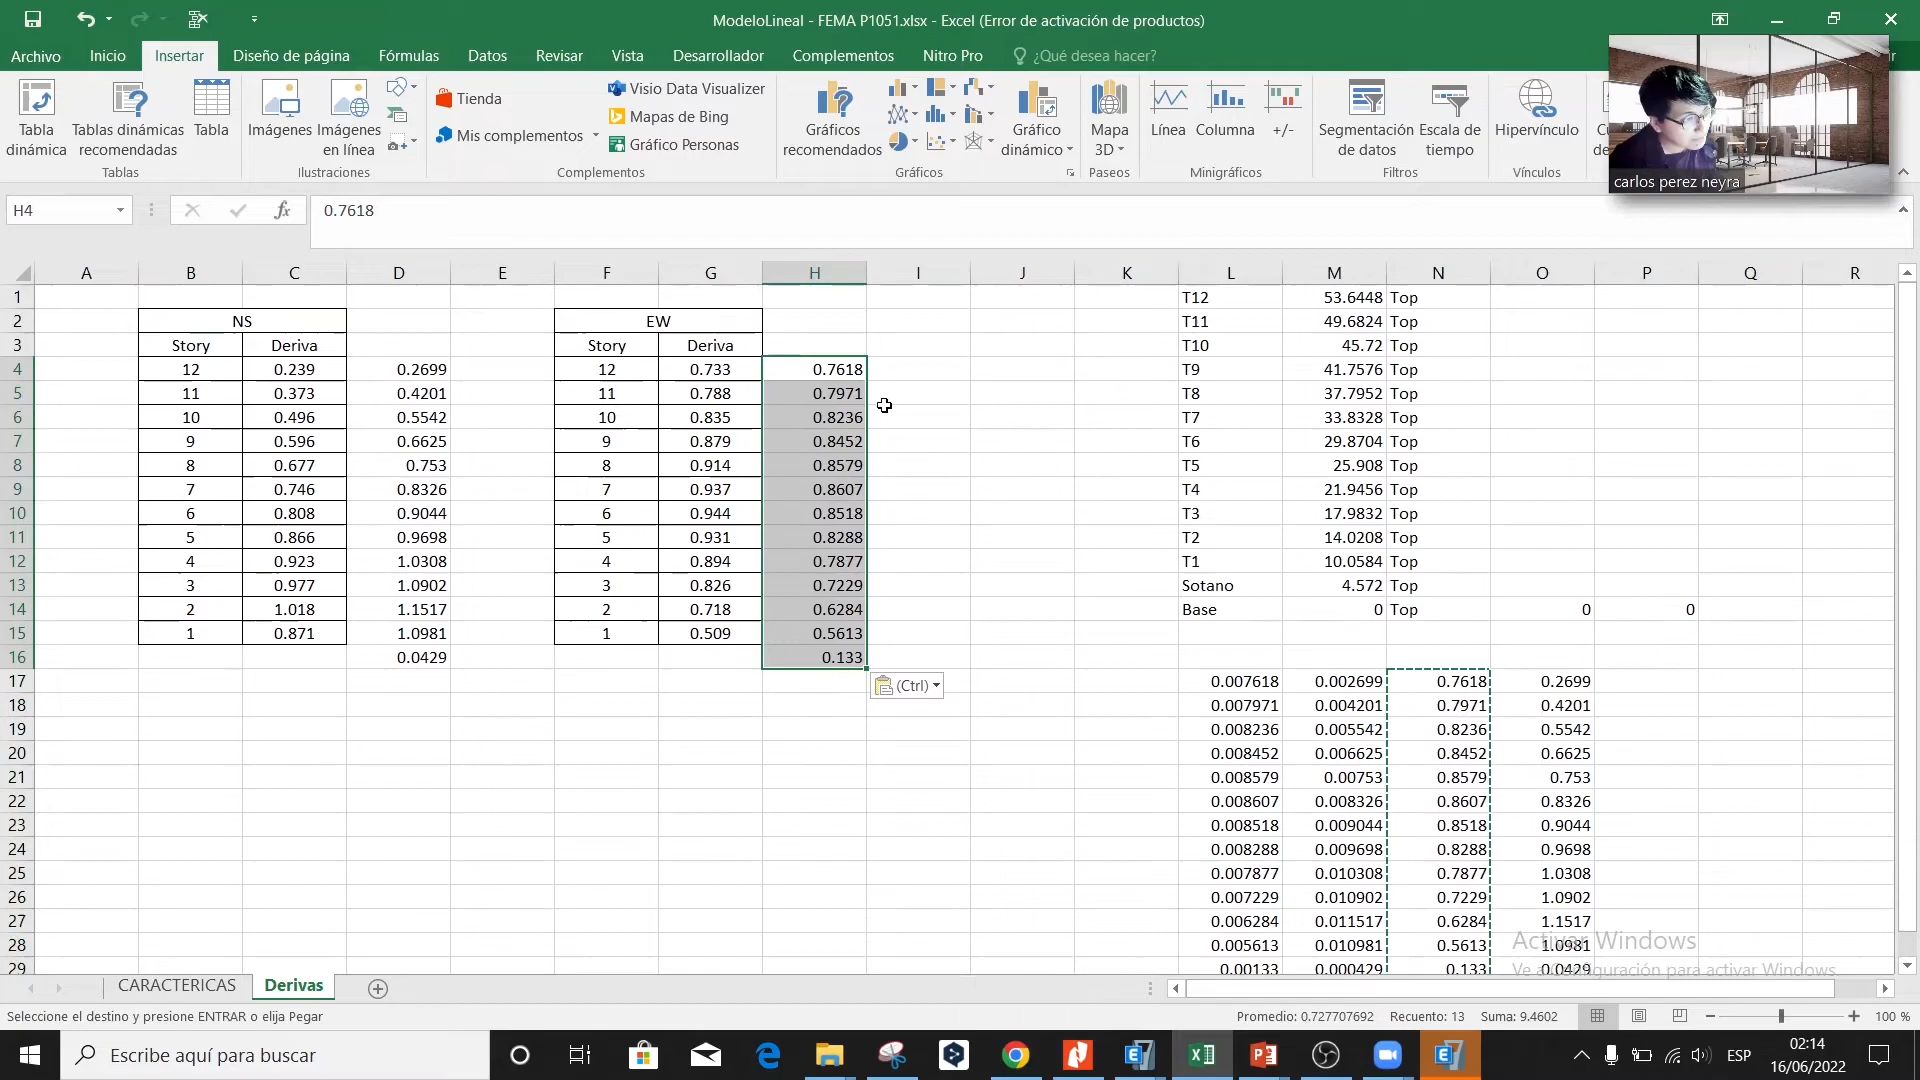 ModeloLineal - FEMA P1051.xlsx - Excel (Error de activación de productos)
Archivo Inicio Insertar Diseño de página Fórmulas Datos Revisar Vista Desarrollador Complementos Nitro Pro ¿Qué desea hacer?
Tabla dinámica
Tablas dinámicas recomendadas
Tabla
Tablas
Imágenes
Imágenes en línea
Ilustraciones
Tienda
Mis complementos
Visio Data Visualizer
Mapas de Bing
Gráfico Personas
Complementos
Gráficos recomendados
Gráfico dinámico
Gráficos
Mapa 3D
Paseos
Línea Columna +/-
Minigráficos
Segmentación de datos
Escala de tiempo
Filtros
Hipervínculo
Vínculos
carlos perez neyra
H4 fx 0.7618
A B C D E F G H I J K L M N O P Q R
1 T12 53.6448 Top
2 NS EW T11 49.6824 Top
3 Story Deriva Story Deriva T10 45.72 Top
4 12 0.239 0.2699 12 0.733 0.7618 T9 41.7576 Top
5 11 0.373 0.4201 11 0.788 0.7971 T8 37.7952 Top
6 10 0.496 0.5542 10 0.835 0.8236 T7 33.8328 Top
7 9 0.596 0.6625 9 0.879 0.8452 T6 29.8704 Top
8 8 0.677 0.753 8 0.914 0.8579 T5 25.908 Top
9 7 0.746 0.8326 7 0.937 0.8607 T4 21.9456 Top
10 6 0.808 0.9044 6 0.944 0.8518 T3 17.9832 Top
11 5 0.866 0.9698 5 0.931 0.8288 T2 14.0208 Top
12 4 0.923 1.0308 4 0.894 0.7877 T1 10.0584 Top
13 3 0.977 1.0902 3 0.826 0.7229 Sotano 4.572 Top
14 2 1.018 1.1517 2 0.718 0.6284 Base 0 Top 0 0
15 1 0.871 1.0981 1 0.509 0.5613
16 0.0429 0.133
17 (Ctrl) 0.007618 0.002699 0.7618 0.2699
18 0.007971 0.004201 0.7971 0.4201
19 0.008236 0.005542 0.8236 0.5542
20 0.008452 0.006625 0.8452 0.6625
21 0.008579 0.00753 0.8579 0.753
22 0.008607 0.008326 0.8607 0.8326
23 0.008518 0.009044 0.8518 0.9044
24 0.008288 0.009698 0.8288 0.9698
25 0.007877 0.010308 0.7877 1.0308
26 0.007229 0.010902 0.7229 1.0902
27 0.006284 0.011517 0.6284 1.1517
28 0.005613 0.010981 0.5613 1.0981
29 0.00133 0.000429 0.133 0.0429
Activar Windows
Ve a Configuración para activar Windows.
CARACTERICAS Derivas
Seleccione el destino y presione ENTRAR o elija Pegar Promedio: 0.727707692 Recuento: 13 Suma: 9.4602 100 %
Escribe aquí para buscar ESP 02:14
16/06/2022